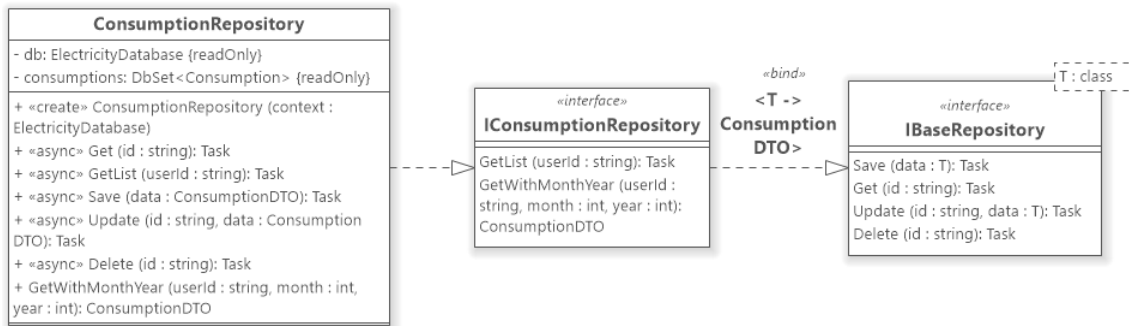 ConsumptionRepository
- db: ElectricityDatabase {readOnly}
- consumptions: DbSet<Consumption> {readOnly}
+ «create» ConsumptionRepository (context :
ElectricityDatabase)
+ «async» Get (id : string): Task
+ «async» GetList (userId : string): Task
+ «async» Save (data : ConsumptionDTO): Task
+ «async» Update (id : string, data : Consumption
DTO): Task
+ «async» Delete (id : string): Task
+ GetWithMonthYear (userId : string, month : int,
year : int): ConsumptionDTO
«interface»
IConsumptionRepository
GetList (userId : string): Task
GetWithMonthYear (userId :
string, month : int, year : int):
ConsumptionDTO
«bind»
<T ->
Consumption
DTO>
T : class
«interface»
IBaseRepository
Save (data : T): Task
Get (id : string): Task
Update (id : string, data : T): Task
Delete (id : string): Task